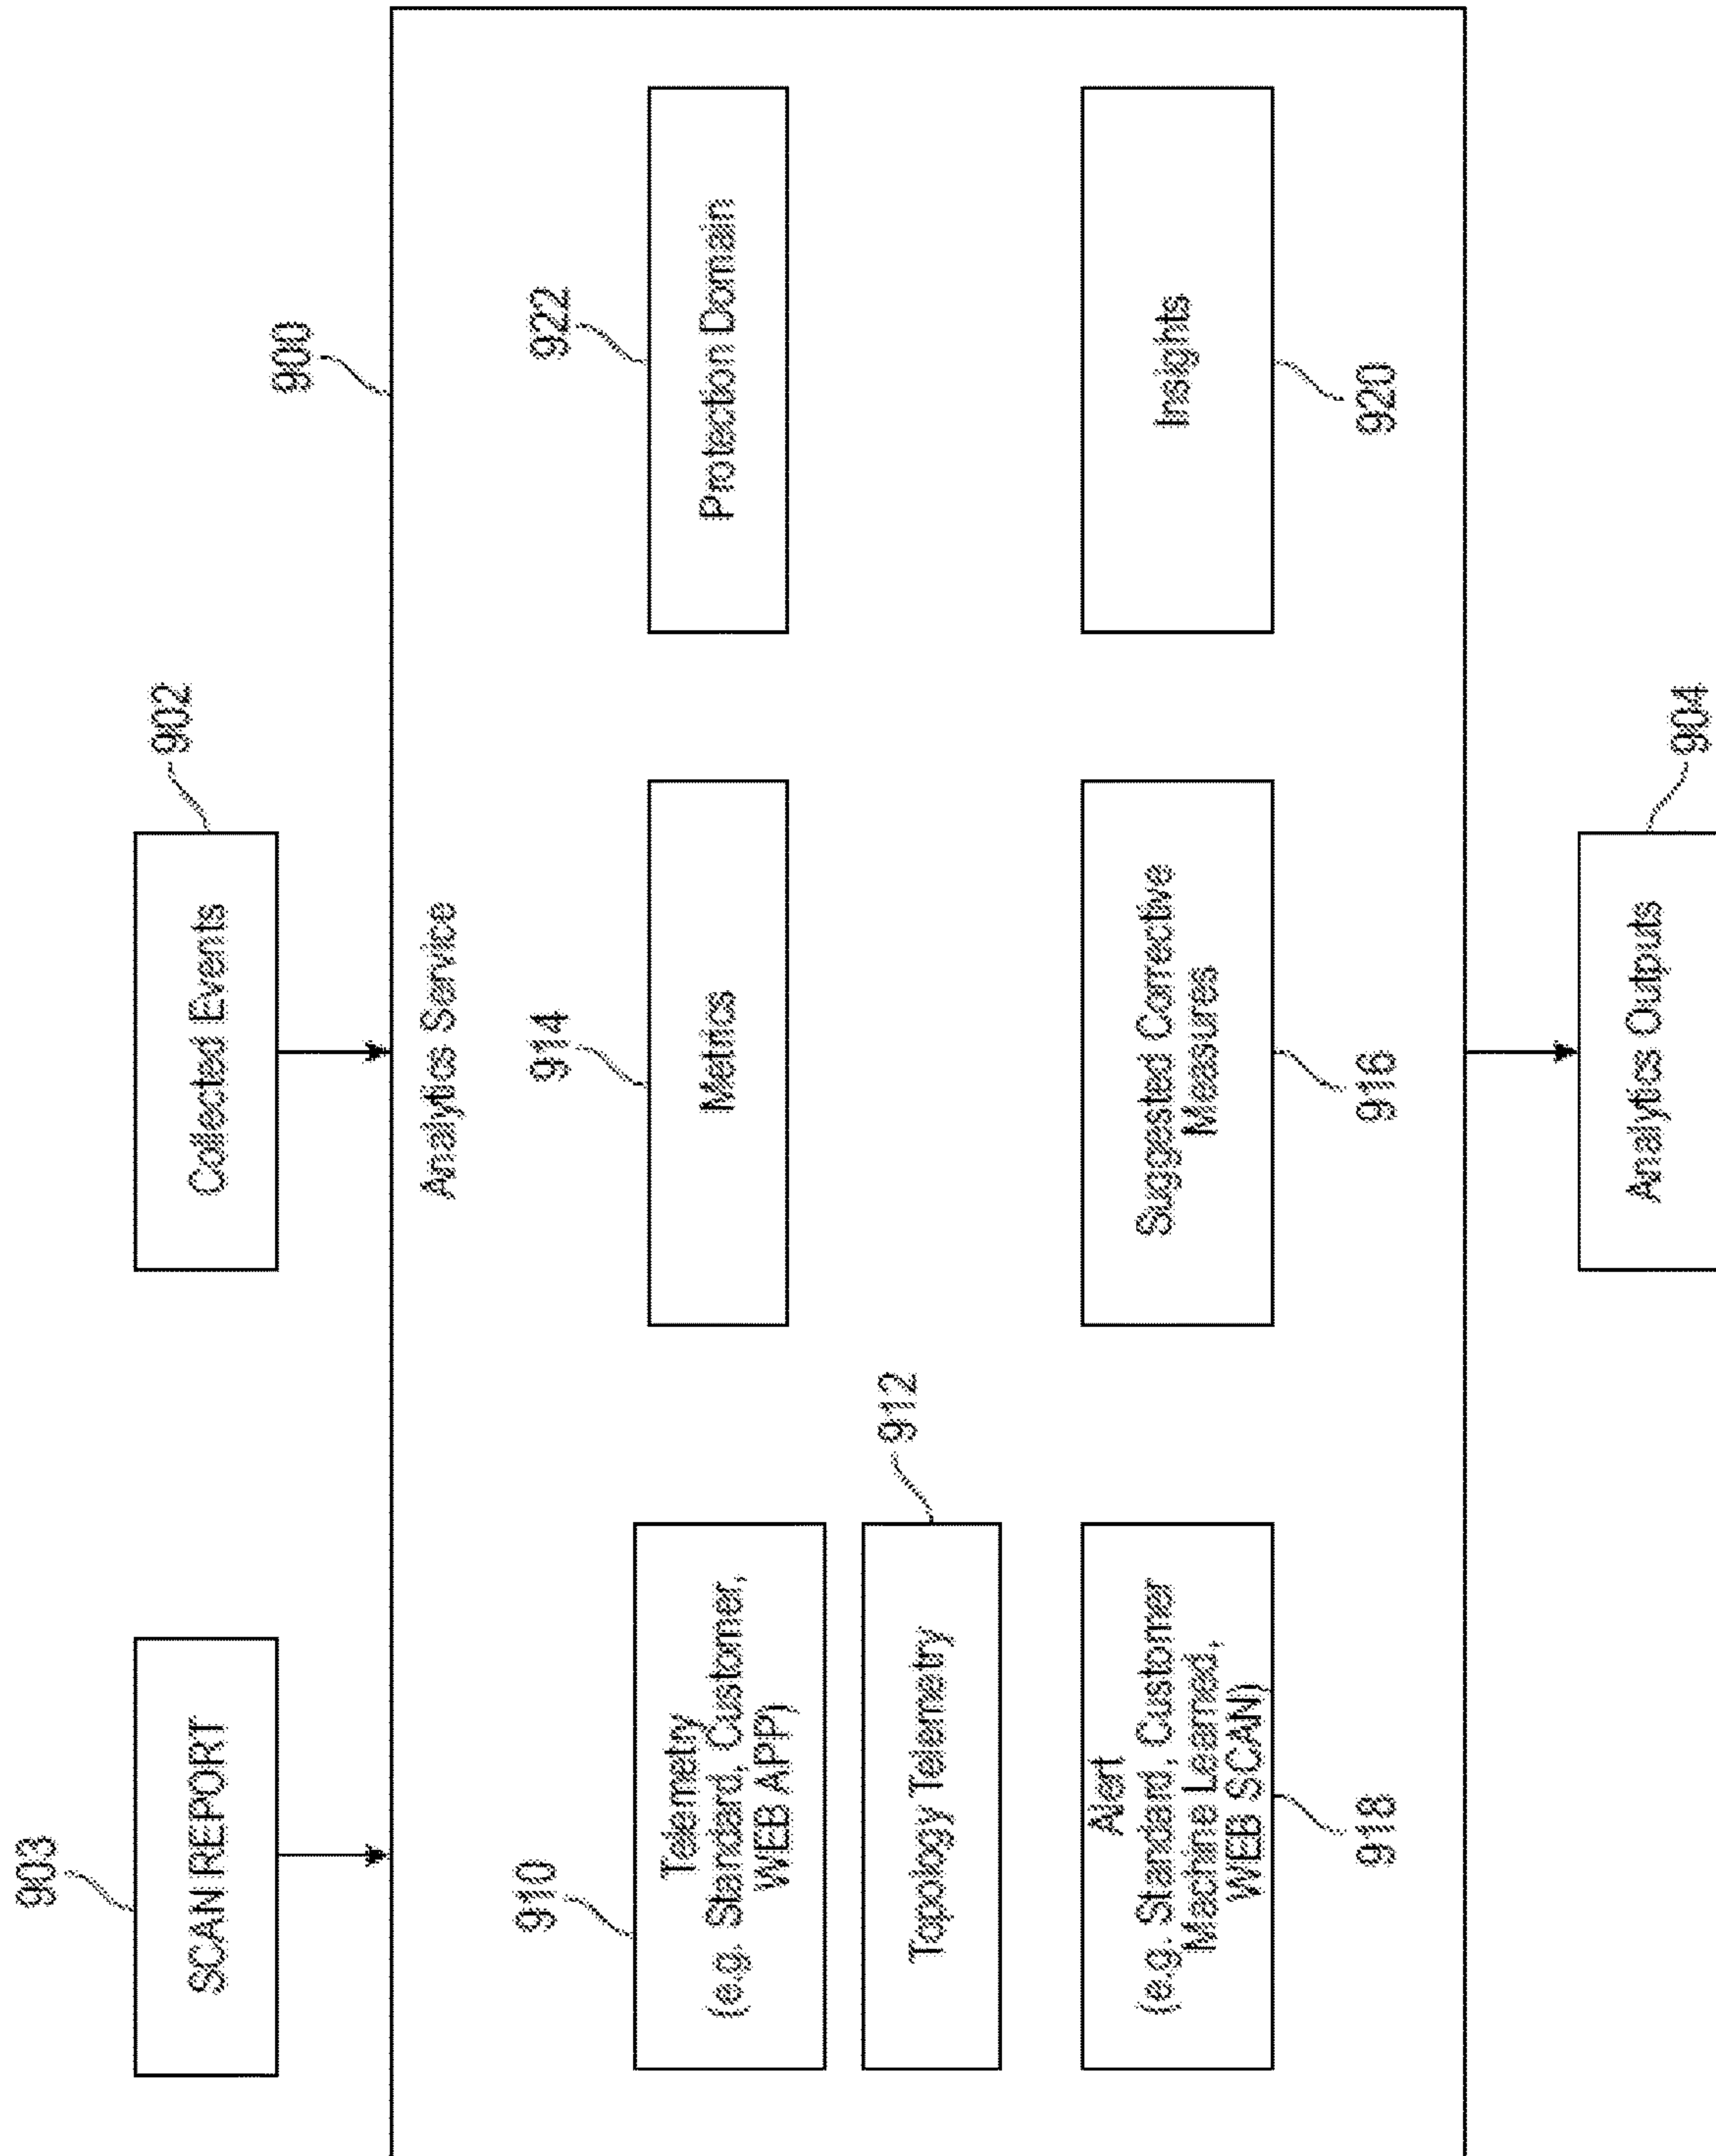 903
902
SCAN REPORT
Collected Events
900
Analytics Service
910
914
922
Telemetry
(e.g. Standard, Customer,
WEB APP)
Metrics
Protection Domain
912
Topology Telemetry
Alert
(e.g. Standard, Customer
Machine Learned,
WEB SCAN)
Suggested Corrective
Measures
Insights
918
916
920
Analytics Outputs
904